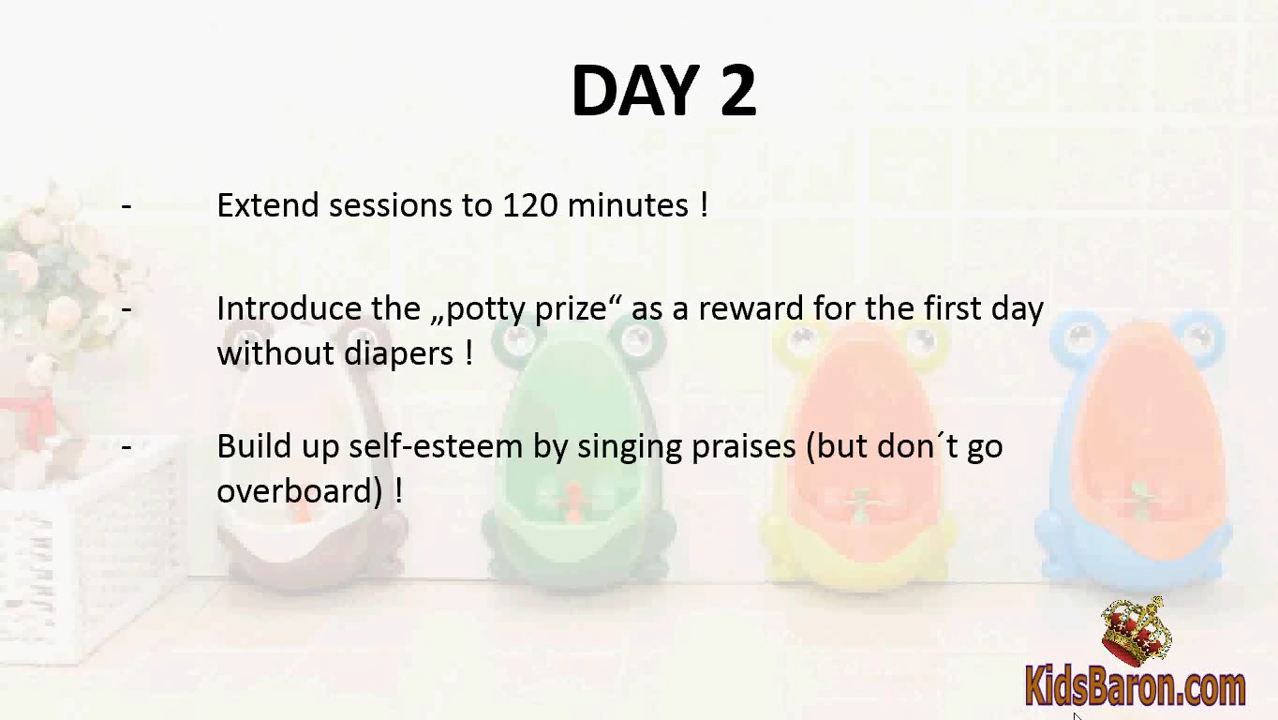 DAY 2
- Extend sessions to 120 minutes !
- Introduce the „potty prize“ as a reward for the first day
without diapers !
- Build up self-esteem by singing praises (but don´t go
overboard) !
KidsBaron.com